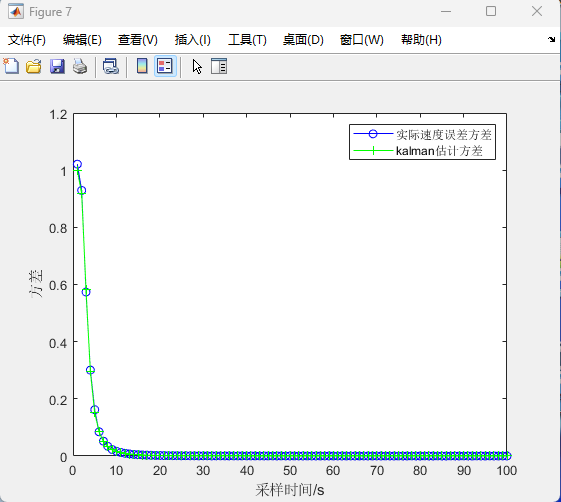 Figure 7
文件(F) 编辑(E) 查看(V) 插入(I) 工具(T) 桌面(D) 窗口(W) 帮助(H)
实际速度误差方差
kalman估计方差
1.2
1
0.8
0.6
0.4
0.2
0
方差
0 10 20 30 40 50 60 70 80 90 100
采样时间/s